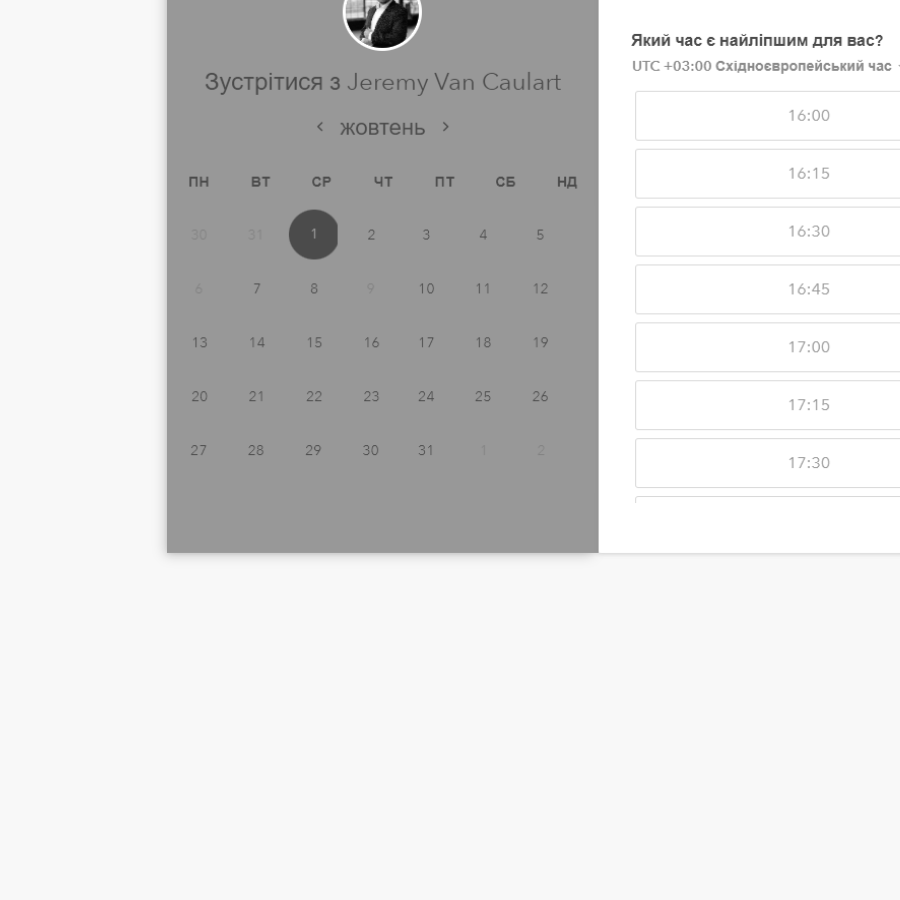 Зустрітися з Jeremy Van Caulart
жовтень
ПН ВТ СР ЧТ ПТ СБ НД
30 31 1 2 3 4 5
6 7 8 9 10 11 12
13 14 15 16 17 18 19
20 21 22 23 24 25 26
27 28 29 30 31 1 2
Який час є найліпшим для вас?
UTC +03:00 Східноєвропейський час
16:00
16:15
16:30
16:45
17:00
17:15
17:30